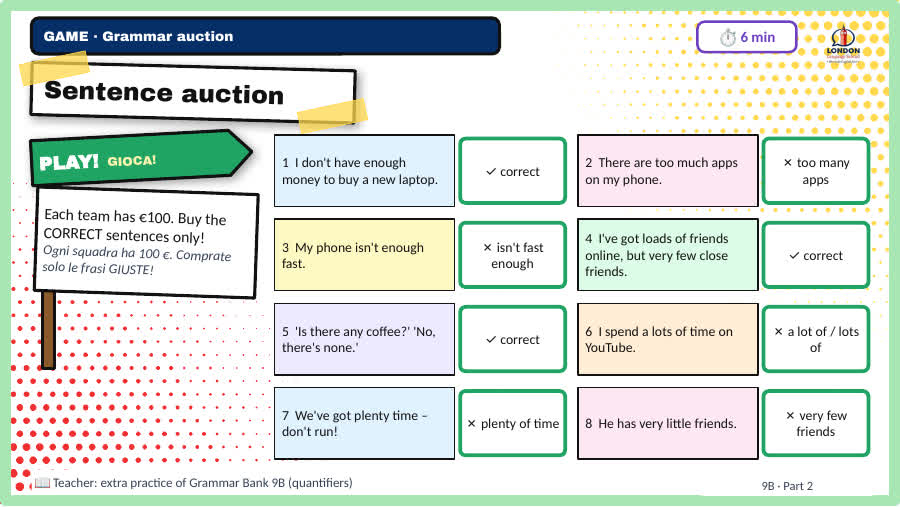 GAME · Grammar auction
⏱️ 6 min
LONDON
Sentence auction
PLAY! GIOCA!
Each team has €100. Buy the
CORRECT sentences only!
Ogni squadra ha 100 €. Comprate
solo le frasi GIUSTE!
1 I don't have enough
money to buy a new laptop.
✓ correct
2 There are too much apps
on my phone.
✕ too many
apps
3 My phone isn't enough
fast.
✕ isn't fast
enough
4 I've got loads of friends
online, but very few close
friends.
✓ correct
5 'Is there any coffee?' 'No,
there's none.'
✓ correct
6 I spend a lots of time on
YouTube.
✕ a lot of / lots
of
7 We've got plenty time –
don't run!
✕ plenty of time
8 He has very little friends.
✕ very few
friends
📖 Teacher: extra practice of Grammar Bank 9B (quantifiers)
9B · Part 2